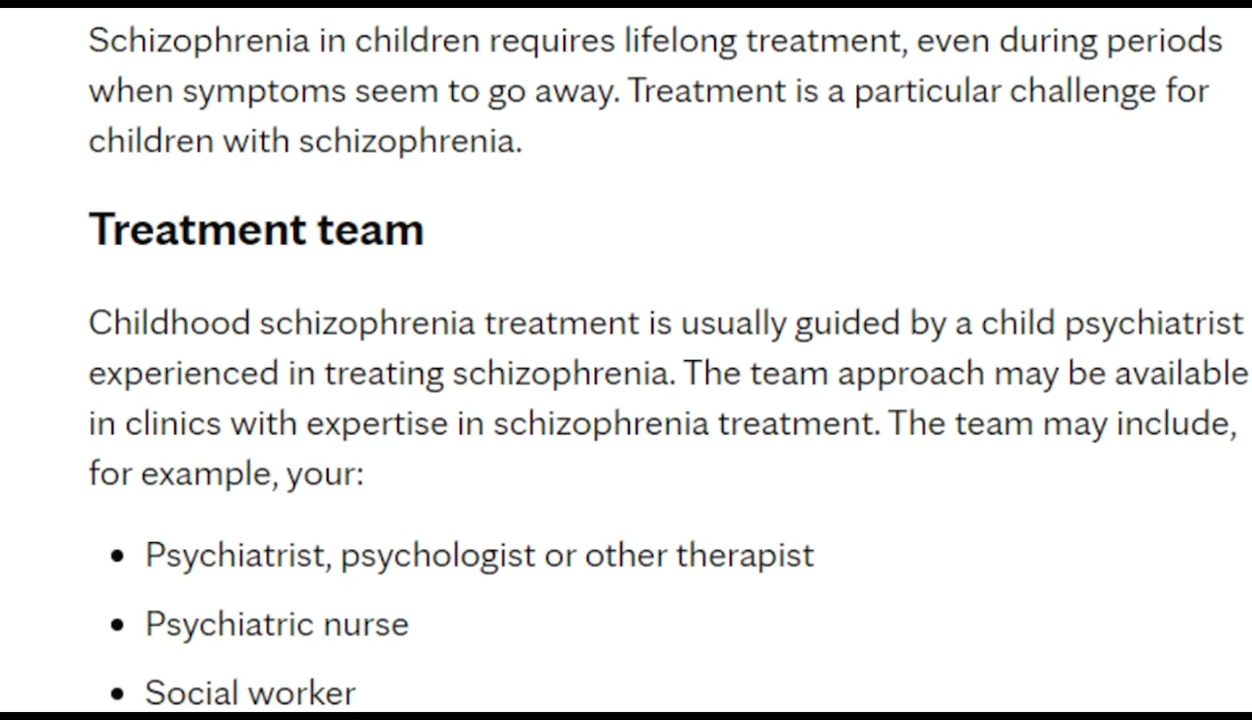 Schizophrenia in children requires lifelong treatment, even during periods
when symptoms seem to go away. Treatment is a particular challenge for
children with schizophrenia.
Treatment team
Childhood schizophrenia treatment is usually guided by a child psychiatrist
experienced in treating schizophrenia. The team approach may be available
in clinics with expertise in schizophrenia treatment. The team may include,
for example, your:
• Psychiatrist, psychologist or other therapist
• Psychiatric nurse
• Social worker